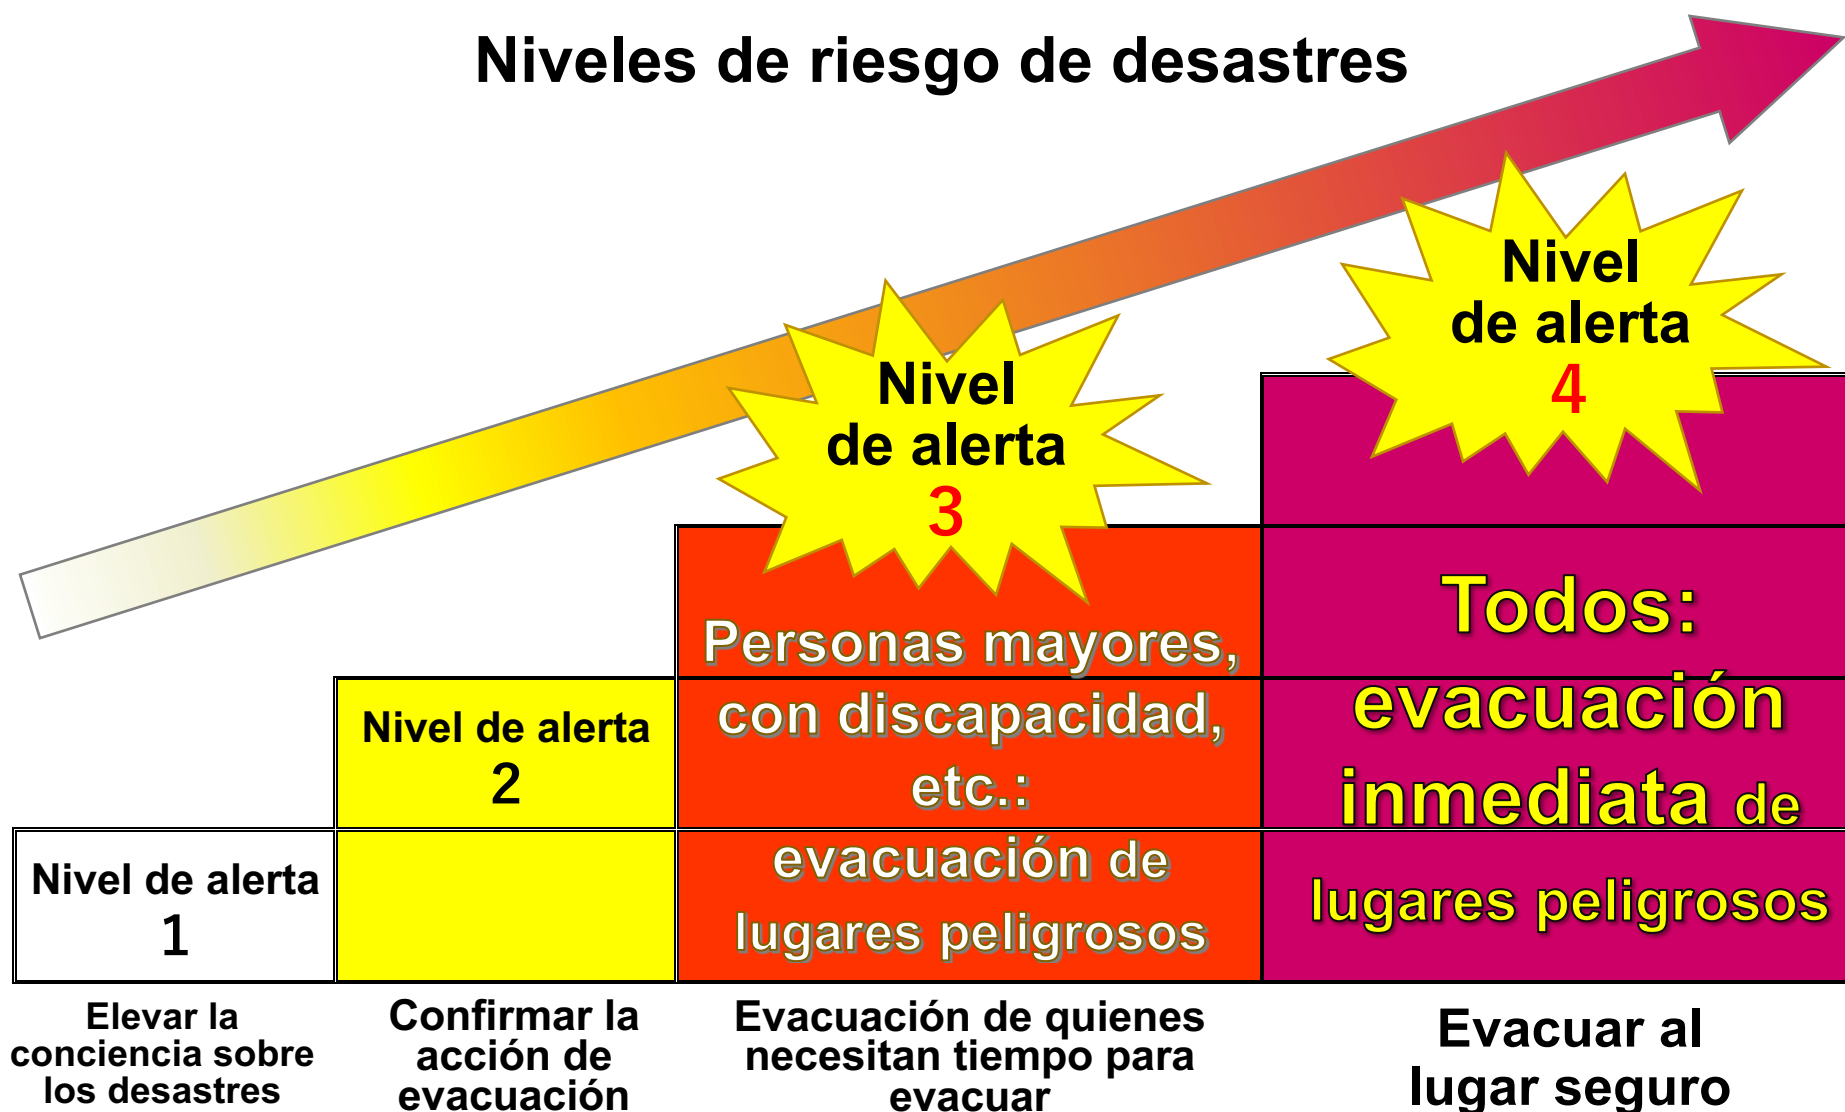 Niveles de riesgo de desastres
Nivel
de alerta
4
Nivel
de alerta
3
Todos:
evacuación
inmediata de
lugares peligrosos
Personas mayores,
con discapacidad,
etc.:
evacuación de
lugares peligrosos
Nivel de alerta
2
Nivel de alerta
1
Elevar la
conciencia sobre
los desastres
Confirmar la
acción de
evacuación
Evacuación de quienes
necesitan tiempo para
evacuar
Evacuar al
lugar seguro